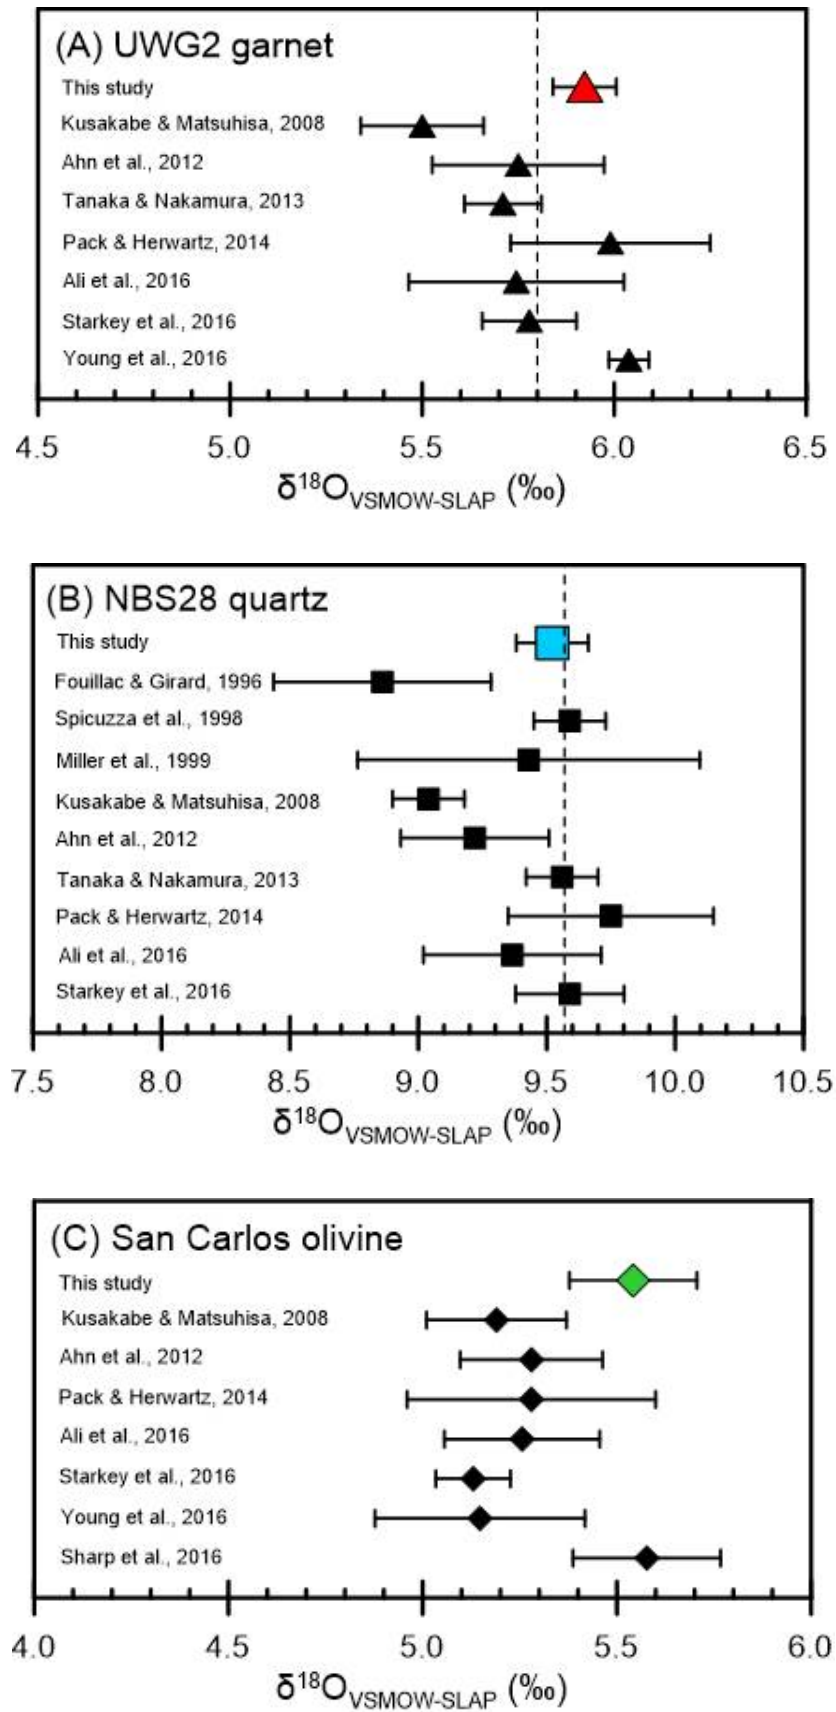 (A) UWG2 garnet
This study
Kusakabe & Matsuhisa, 2008
Ahn et al., 2012
Tanaka & Nakamura, 2013
Pack & Herwartz, 2014
Ali et al., 2016
Starkey et al., 2016
Young et al., 2016
4.5 5.0 5.5 6.0 6.5
δ¹⁸O_VSMOW-SLAP (‰)
(B) NBS28 quartz
This study
Fouillac & Girard, 1996
Spicuzza et al., 1998
Miller et al., 1999
Kusakabe & Matsuhisa, 2008
Ahn et al., 2012
Tanaka & Nakamura, 2013
Pack & Herwartz, 2014
Ali et al., 2016
Starkey et al., 2016
7.5 8.0 8.5 9.0 9.5 10.0 10.5
δ¹⁸O_VSMOW-SLAP (‰)
(C) San Carlos olivine
This study
Kusakabe & Matsuhisa, 2008
Ahn et al., 2012
Pack & Herwartz, 2014
Ali et al., 2016
Starkey et al., 2016
Young et al., 2016
Sharp et al., 2016
4.0 4.5 5.0 5.5 6.0
δ¹⁸O_VSMOW-SLAP (‰)